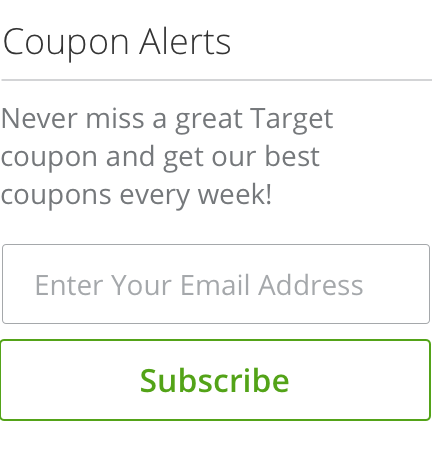 Coupon Alerts
Never miss a great Target
coupon and get our best
coupons every week!
Enter Your Email Address
Subscribe